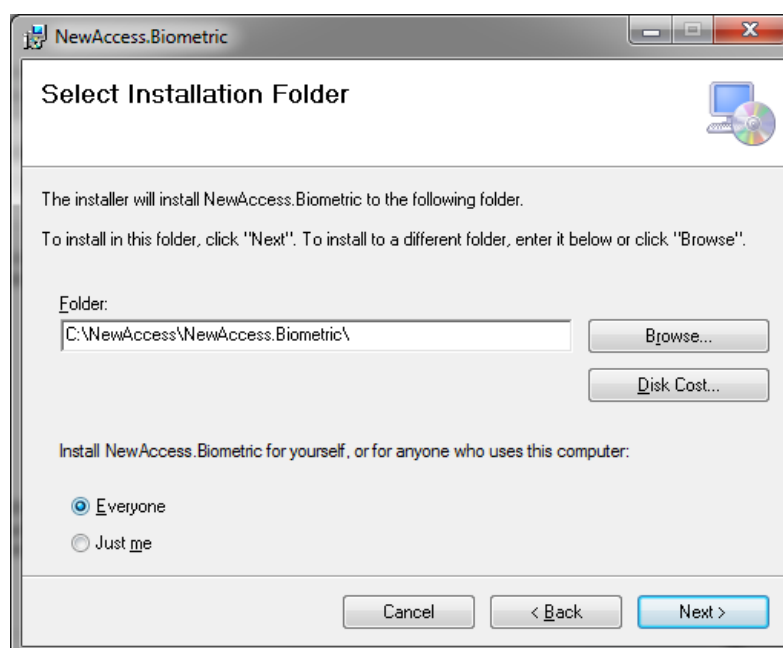 NewAccess.Biometric
Select Installation Folder
The installer will install NewAccess.Biometric to the following folder.
To install in this folder, click "Next". To install to a different folder, enter it below or click "Browse".
Folder:
C:\NewAccess\NewAccess.Biometric\
Browse...
Disk Cost...
Install NewAccess.Biometric for yourself, or for anyone who uses this computer:
Everyone
Just me
Cancel
< Back
Next >